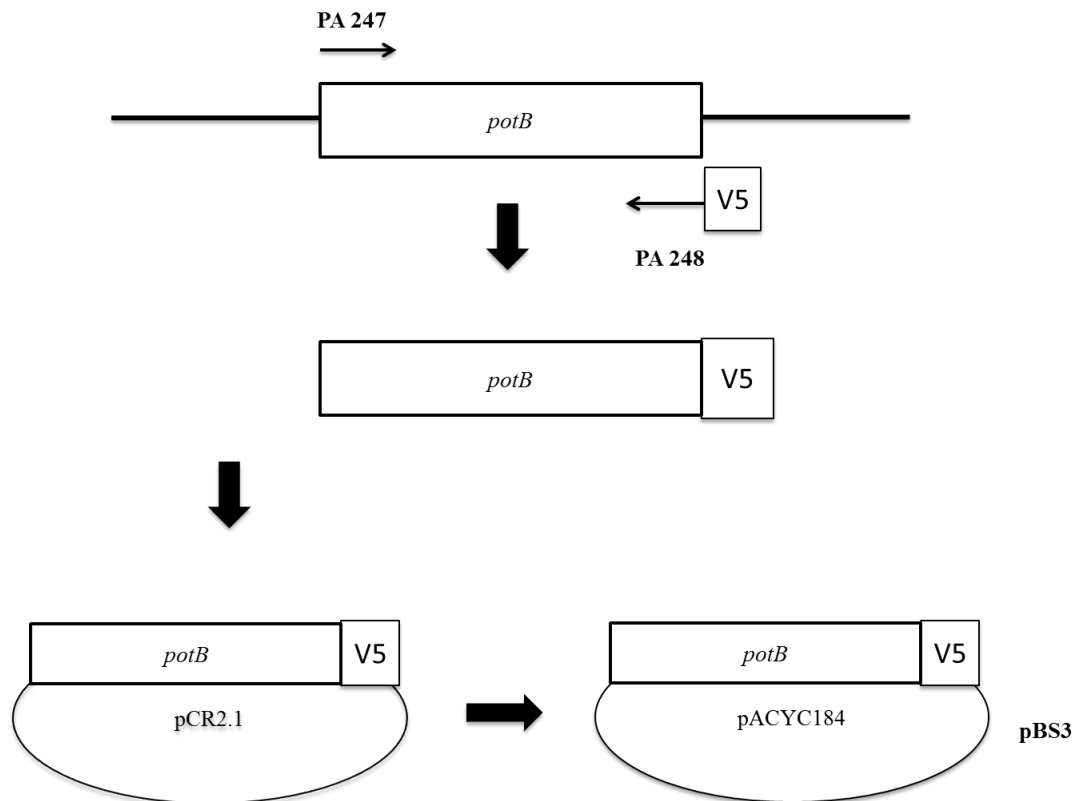 PA 247
potB
V5
PA 248
potB
V5
potB
V5
potB
V5
pCR2.1
pACYC184
pBS3